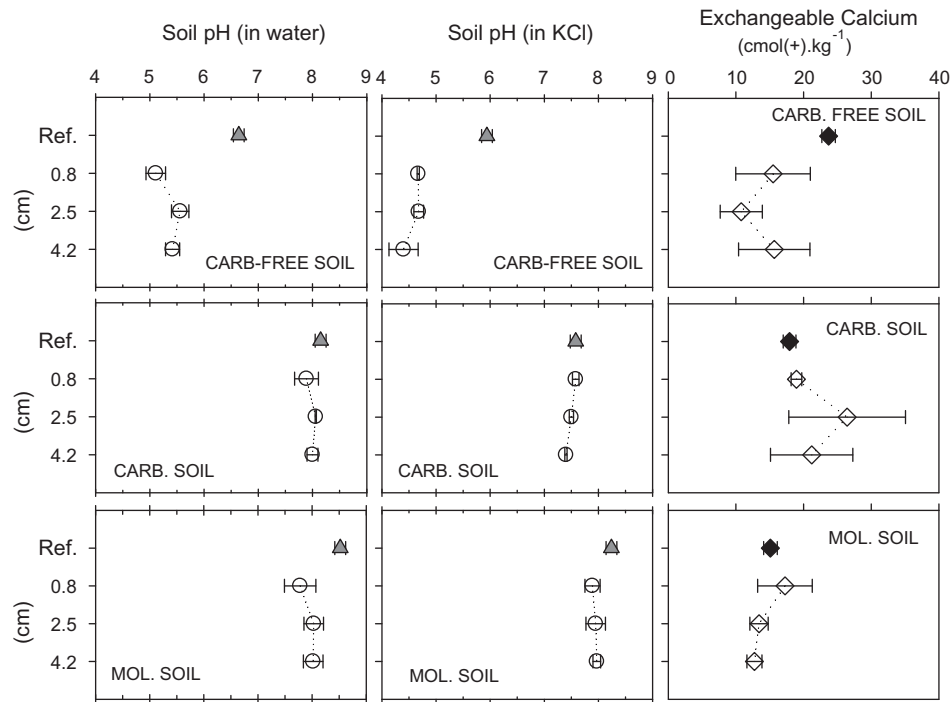 Soil pH (in water)
Soil pH (in KCl)
Exchangeable Calcium
(cmol(+).kg-1)
4 5 6 7 8 9
4 5 6 7 8 9
0 10 20 30 40
Ref.
0.8
2.5
4.2
(cm)
CARB-FREE SOIL
CARB-FREE SOIL
CARB. FREE SOIL
Ref.
0.8
2.5
4.2
(cm)
CARB. SOIL
CARB. SOIL
CARB. SOIL
Ref.
0.8
2.5
4.2
(cm)
MOL. SOIL
MOL. SOIL
MOL. SOIL